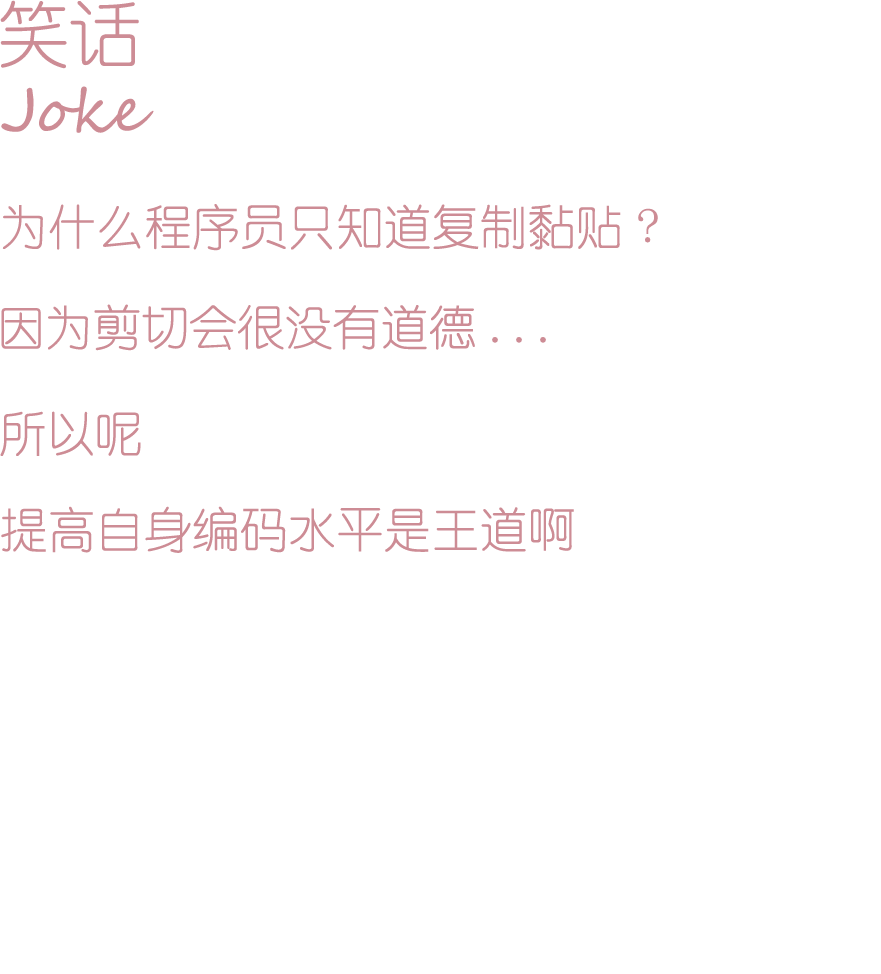 笑话
Joke
为什么程序员只知道复制黏贴？
因为剪切会很没有道德...
所以呢
提高自身编码水平是王道啊